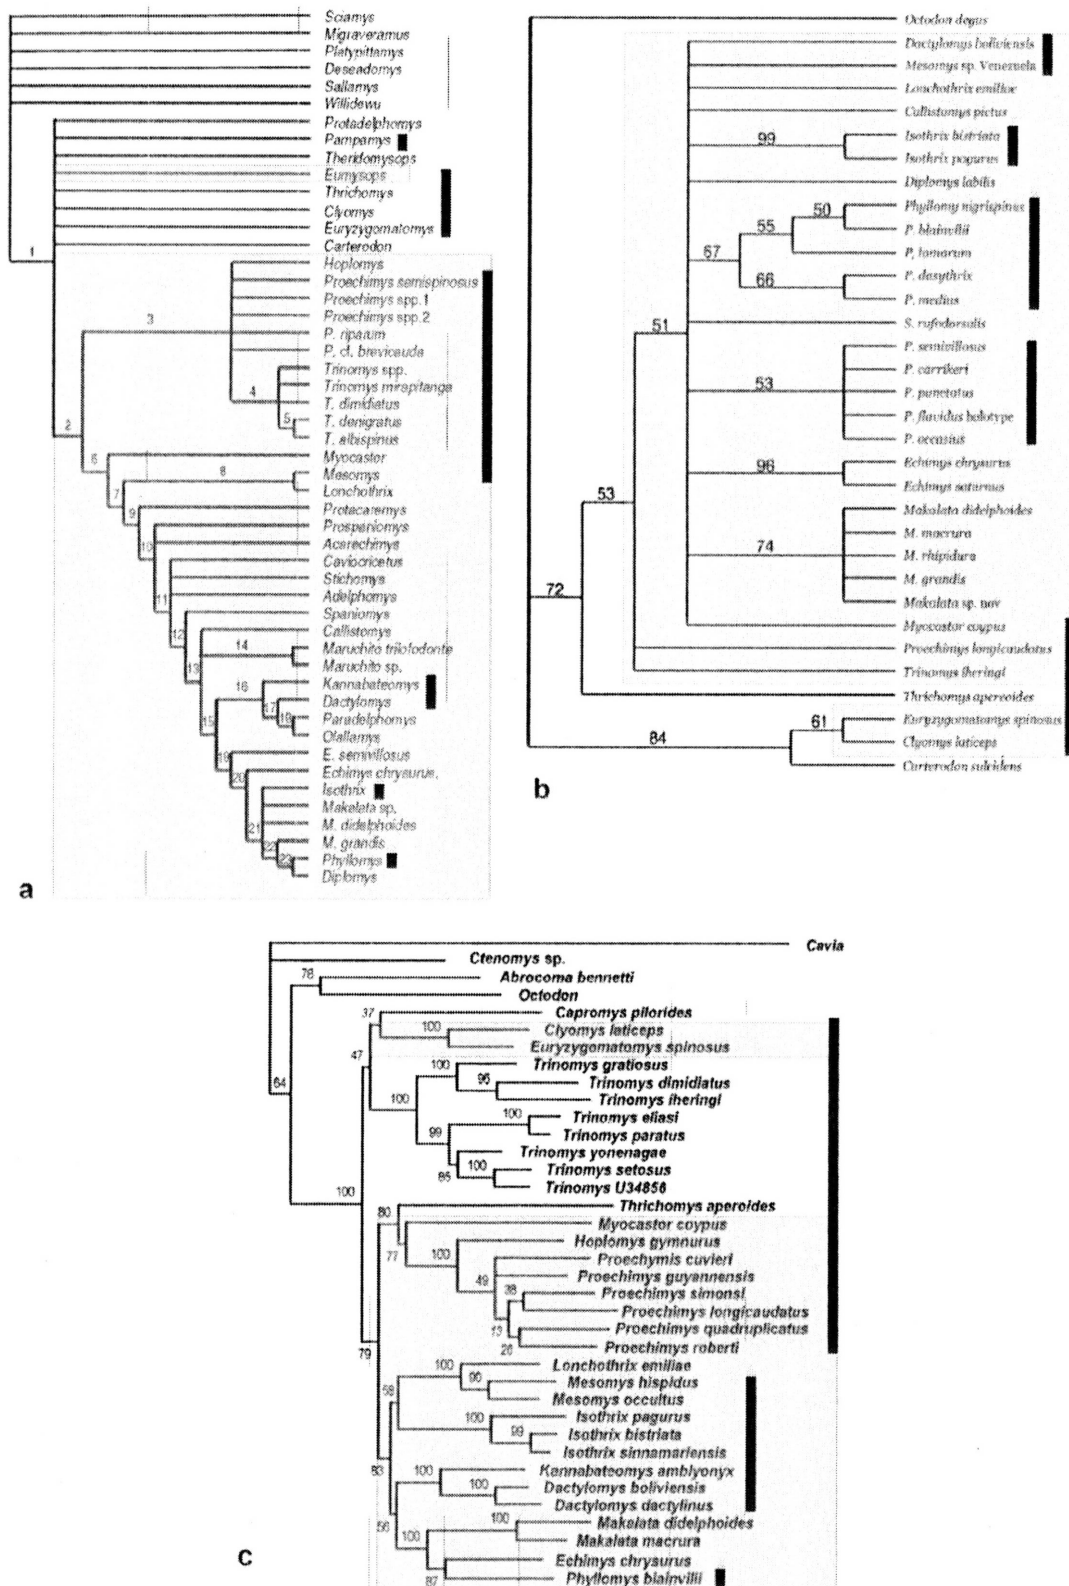 Sciamys
Migraveramus
Platypittamys
Deseadomys
Sallamys
Willidewu
Protadelphomys
Pampamys
Theridomysops
Eumysops
Thrichomys
Clyomys
Euryzygomatomys
Carterodon
Hoplomys
Proechimys semispinosus
Proechimys spp.1
Proechimys spp.2
P. riparum
P. cf. brevicauda
Trinomys spp.
Trinomys mirapitanga
T. dimidiatus
T. denigratus
T. albispinus
Myocastor
Mesomys
Lonchothrix
Protacaremys
Prospaniomys
Acarechimys
Caviocricetus
Stichomys
Adelphomys
Spaniomys
Callistomys
Maruchito trilofodonte
Maruchito sp.
Kannabateomys
Dactylomys
Paradelphomys
Olallamys
E. semivillosus
Echimys chrysurus.
Isothrix
Makalata sp.
M. didelphoides
M. grandis
Phyllomys
Diplomys
1
2
3
4
5
6
7
8
9
10
11
12
13
14
15
16
17
18
19
20
21
22
23
a
Octodon degus
Dactylomys boliviensis
Mesomys sp. Venezuela
Lonchothrix emiliae
Callistomys pictus
Isothrix bistriata
Isothrix pagurus
Diplomys labilis
Phyllomy nigrispinus
P. blainvilii
P. lamarum
P. dasythrix
P. medius
S. rufodorsalis
P. semivillosus
P. carrikeri
P. punctatus
P. flavidus holotype
P. occasius
Echimys chrysurus
Echimys saturnus
Makalata didelphoides
M. macrura
M. rhipidura
M. grandis
Makalata sp. nov
Myocastor coypus
Proechimys longicaudatus
Trinomys iheringi
Thrichomys apereoides
Euryzygomatomys spinosus
Clyomys laticeps
Carterodon sulcidens
99
50
55
67
66
51
53
96
53
74
72
61
84
b
Cavia
Ctenomys sp.
78
Abrocoma bennetti
Octodon
37
Capromys pilorides
100
Clyomys laticeps
47
Euryzygomatomys spinosus
100
Trinomys gratiosus
Trinomys dimidiatus
64
Trinomys iheringi
100
100
Trinomys eliasi
99
Trinomys paratus
Trinomys yonenagae
100
Trinomys setosus
Trinomys U34856
100
80
Thrichomys aperoides
Myocastor coypus
77
100
Hoplomys gymnurus
Proechymis cuvieri
49
Proechimys guyannensis
38
Proechimys simonsi
Proechimys longicaudatus
13
Proechimys quadruplicatus
26
Proechimys roberti
79
100
Lonchothrix emiliae
Mesomys hispidus
Mesomys occultus
100
Isothrix pagurus
99
Isothrix bistriata
Isothrix sinnamariensis
100
Kannabateomys amblyonyx
100
Dactylomys boliviensis
Dactylomys dactylinus
56
100
Makalata didelphoides
100
Makalata macrura
Echimys chrysurus
87
Phyllomys blainvilii
c